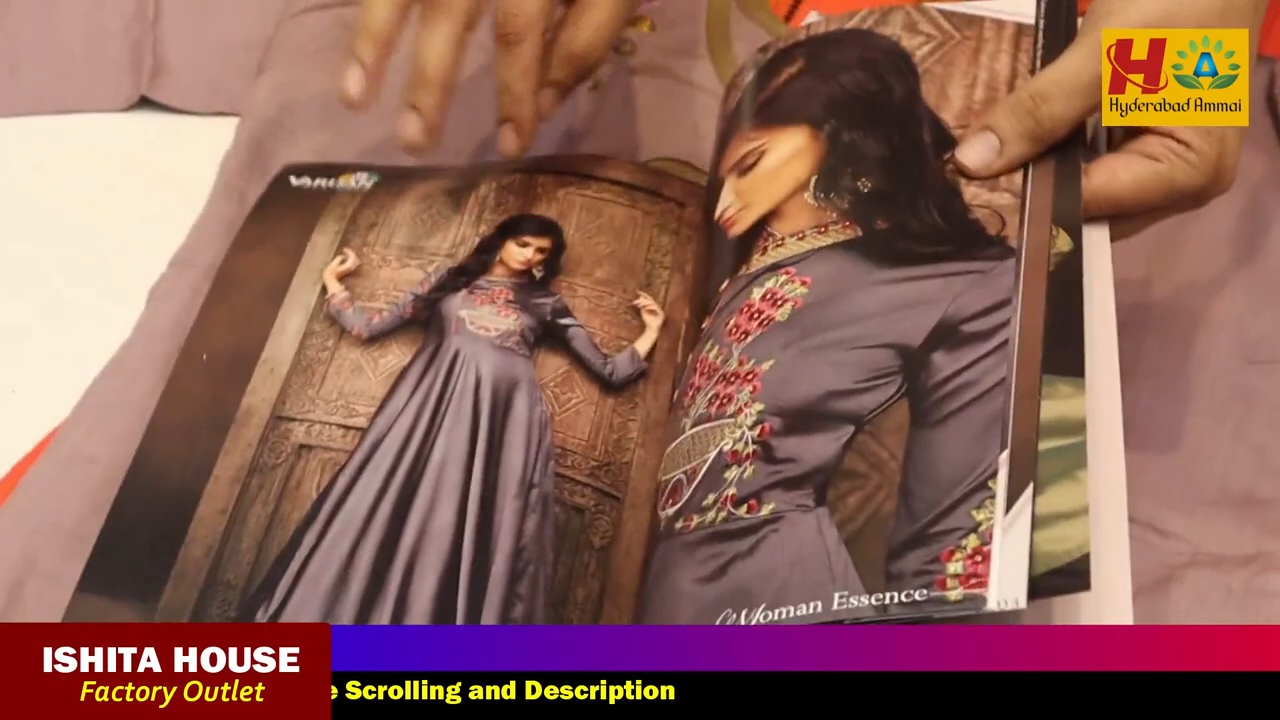 H A
Hyderabad Ammai
Woman Essence
ISHITA HOUSE
Factory Outlet
e Scrolling and Description